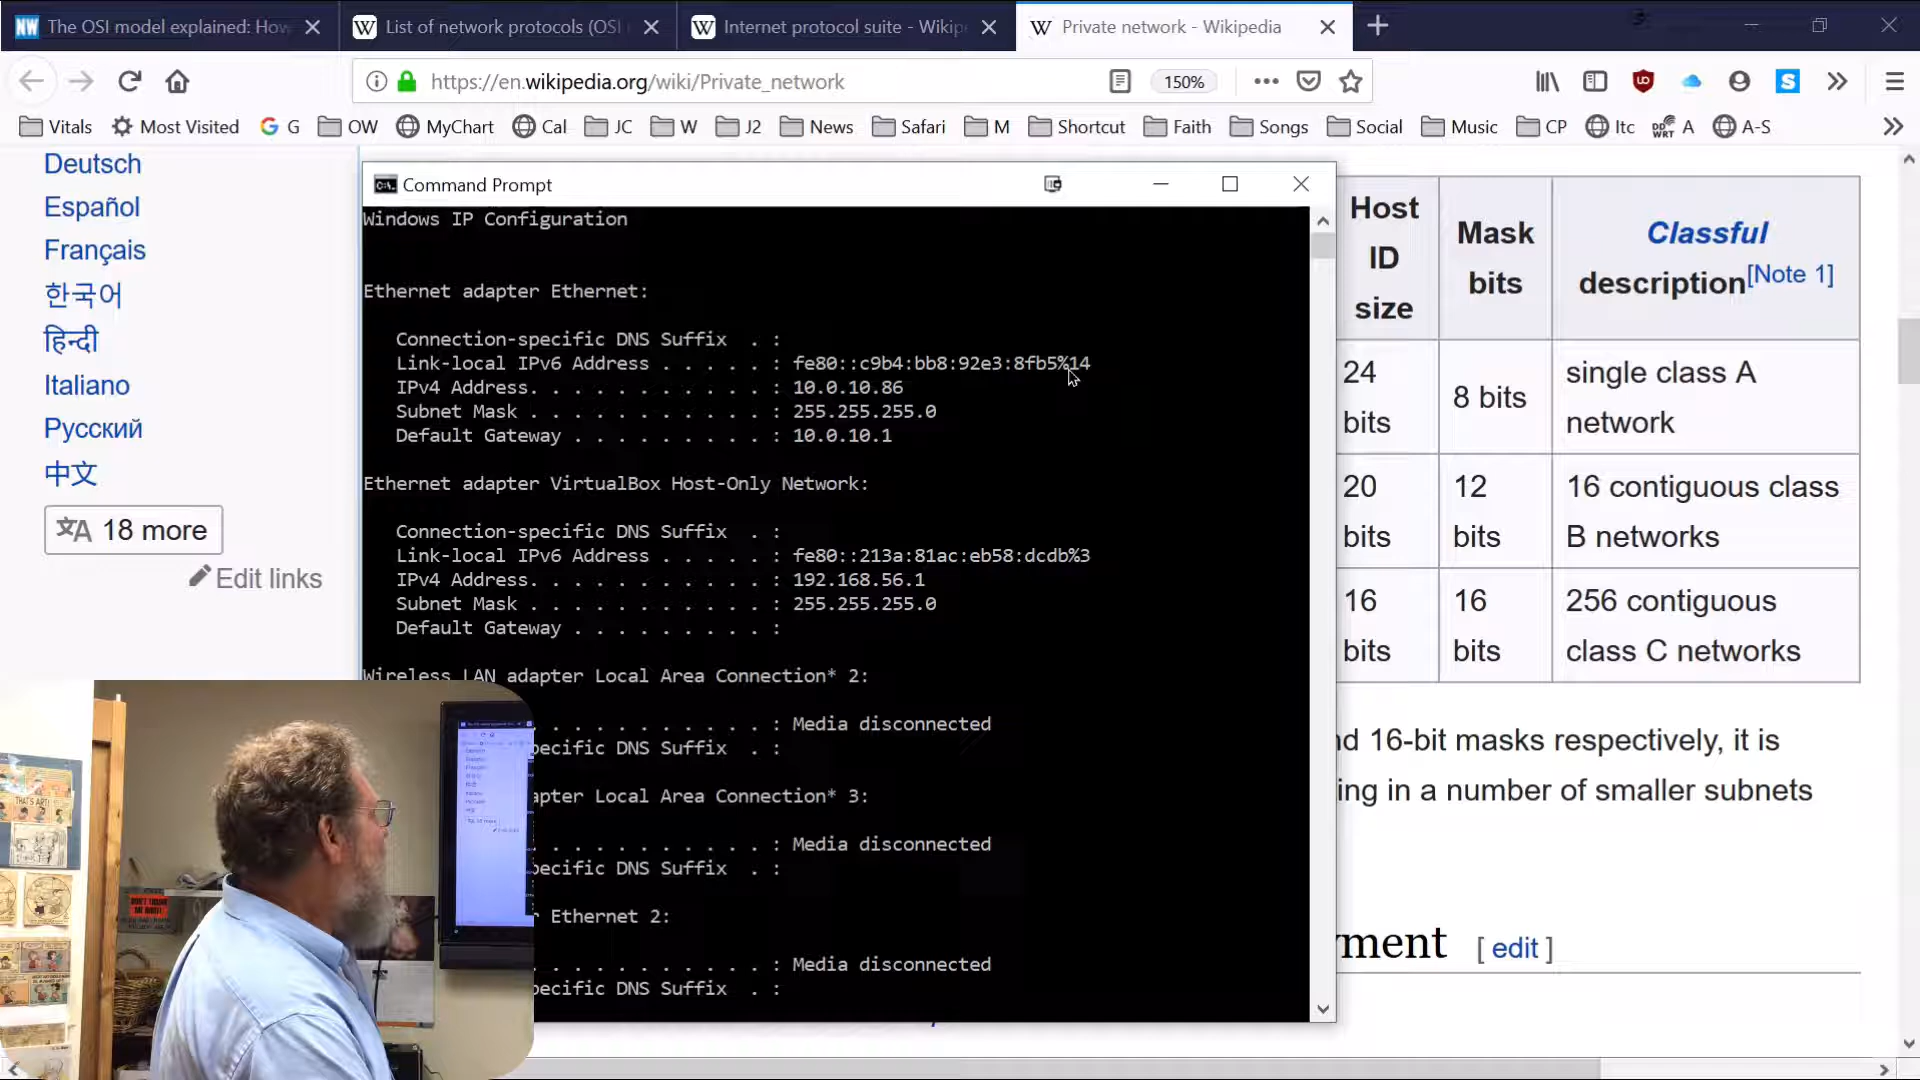 The OSI model explained: How
List of network protocols (OSI
Internet protocol suite - Wikip
Private network - Wikipedia
https://en.wikipedia.org/wiki/Private_network
150%
Vitals
Most Visited
G
OW
MyChart
Cal
JC
W
J2
News
Safari
M
Shortcut
Faith
Songs
Social
Music
CP
Itc
A
A-S
Deutsch
Español
Français
한국어
हिन्दी
Italiano
Русский
中文
18 more
Edit links
Command Prompt
Windows IP Configuration
Ethernet adapter Ethernet:
Connection-specific DNS Suffix  . :
Link-local IPv6 Address . . . . . : fe80::c9b4:bb8:92e3:8fb5%14
IPv4 Address. . . . . . . . . . . : 10.0.10.86
Subnet Mask . . . . . . . . . . . : 255.255.255.0
Default Gateway . . . . . . . . . : 10.0.10.1
Ethernet adapter VirtualBox Host-Only Network:
Connection-specific DNS Suffix  . :
Link-local IPv6 Address . . . . . : fe80::213a:81ac:eb58:dcdb%3
IPv4 Address. . . . . . . . . . . : 192.168.56.1
Subnet Mask . . . . . . . . . . . : 255.255.255.0
Default Gateway . . . . . . . . . :
Wireless LAN adapter Local Area Connection* 2:
. . . . . . . . . . . : Media disconnected
pecific DNS Suffix  . :
apter Local Area Connection* 3:
. . . . . . . . . . . : Media disconnected
pecific DNS Suffix  . :
r Ethernet 2:
. . . . . . . . . . . : Media disconnected
pecific DNS Suffix  . :
Host ID size
Mask bits
Classful description[Note 1]
24 bits
8 bits
single class A network
20 bits
12 bits
16 contiguous class B networks
16 bits
16 bits
256 contiguous class C networks
nd 16-bit masks respectively, it is
ing in a number of smaller subnets
yment [ edit ]
THAT'S ART!